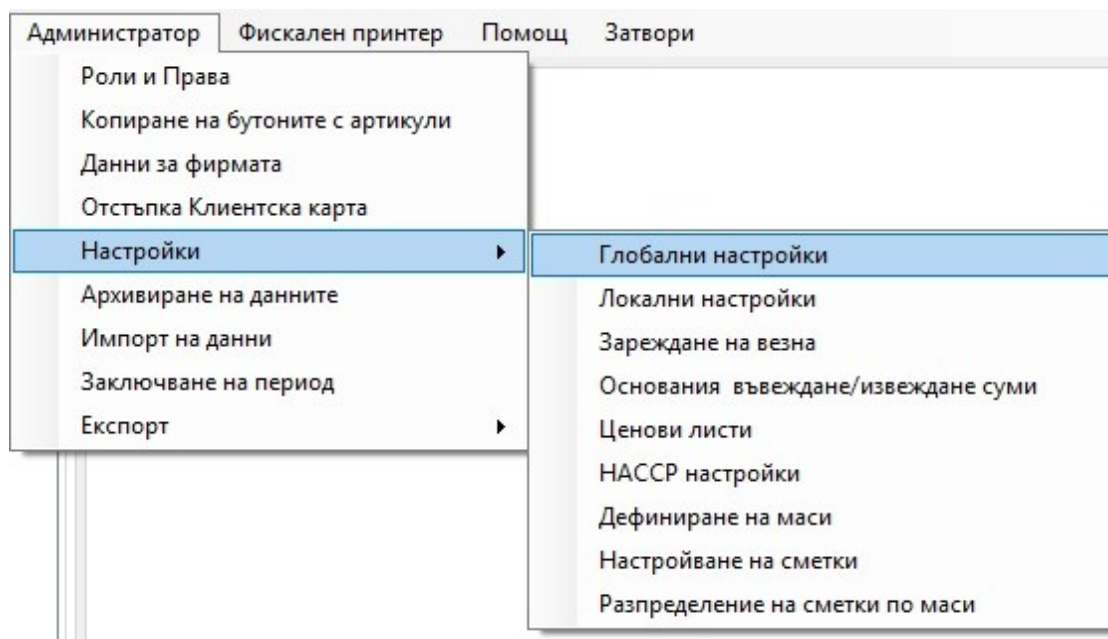 Администратор Фискален принтер Помощ Затвори
Роли и Права
Копиране на бутоните с артикули
Данни за фирмата
Отстъпка Клиентска карта
Настройки
Архивиране на данните
Импорт на данни
Заключване на период
Експорт
Глобални настройки
Локални настройки
Зареждане на везна
Основания въвеждане/извеждане суми
Ценови листи
НАССР настройки
Дефиниране на маси
Настройване на сметки
Разпределение на сметки по маси